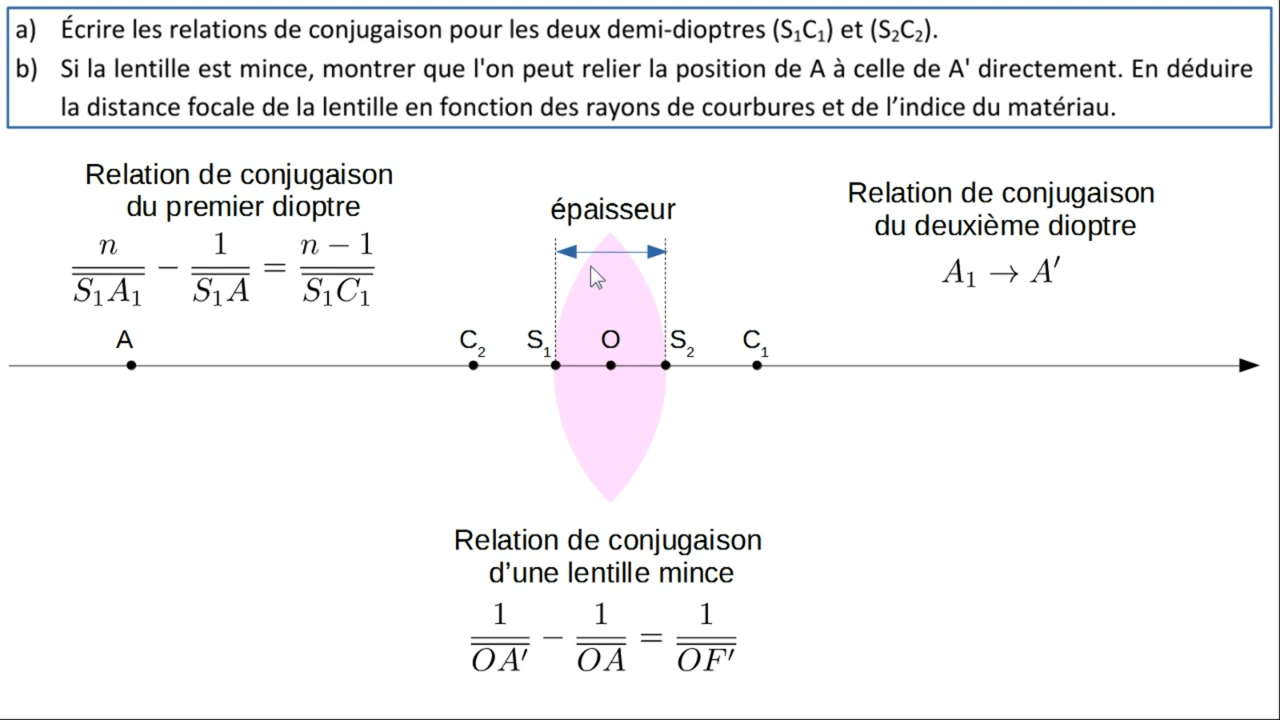 a) Écrire les relations de conjugaison pour les deux demi-dioptres (S₁C₁) et (S₂C₂).
b) Si la lentille est mince, montrer que l'on peut relier la position de A à celle de A' directement. En déduire
la distance focale de la lentille en fonction des rayons de courbures et de l’indice du matériau.
Relation de conjugaison
du premier dioptre
n/S₁A₁ − 1/S₁A = n − 1/S₁C₁
épaisseur
Relation de conjugaison
du deuxième dioptre
A₁ → A′
A C₂ S₁ O S₂ C₁
Relation de conjugaison
d’une lentille mince
1/OA′ − 1/OA = 1/OF′